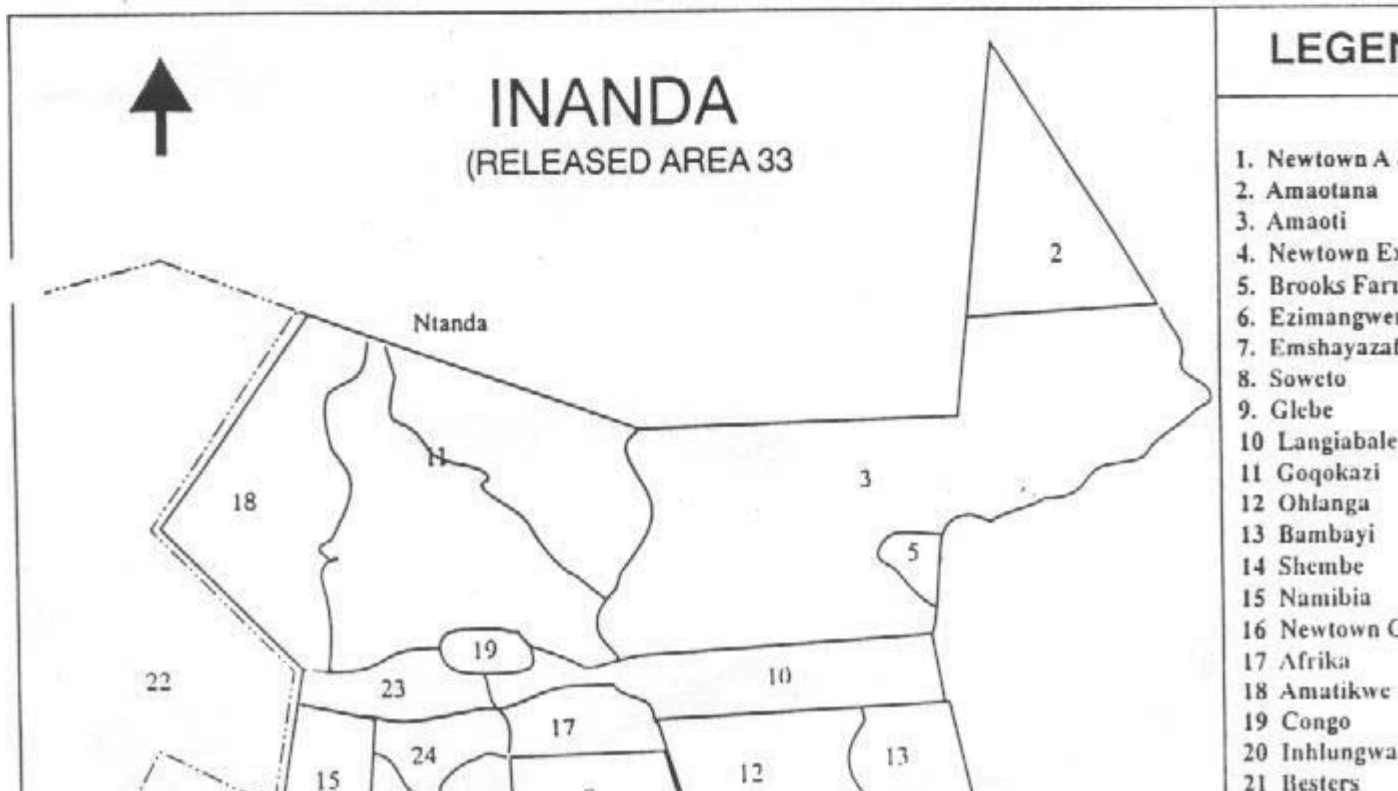 INANDA
(RELEASED AREA 33
2
Ntanda
11
3
18
5
19
22
23
10
17
24
15
12
13
LEGEN
1. Newtown A
2. Amaotana
3. Amaoti
4. Newtown Ex
5. Brooks Farm
6. Ezimangwen
7. Emshayazaf
8. Soweto
9. Glebe
10 Langiabale
11 Goqokazi
12 Ohlanga
13 Bambayi
14 Shembe
15 Namibia
16 Newtown C
17 Afrika
18 Amatikwe
19 Congo
20 Inhlungwa
21 Besters